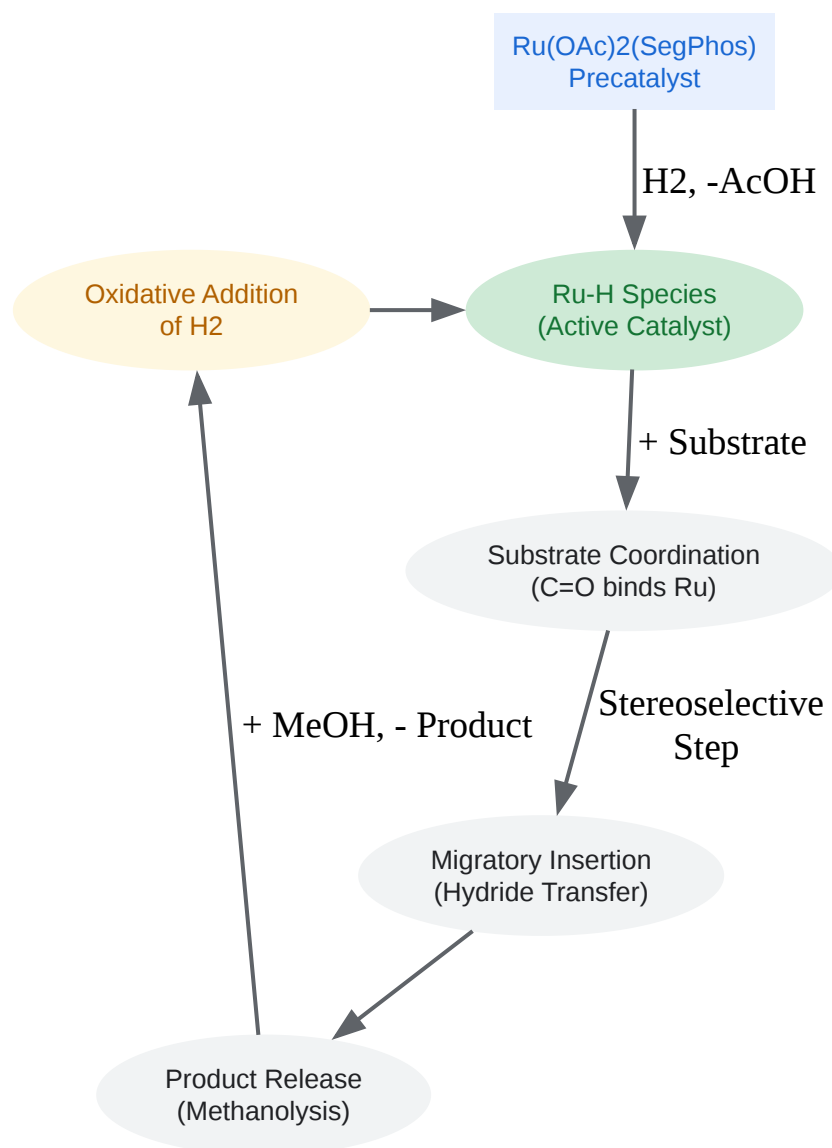 Ru(OAc)2(SegPhos)
Precatalyst
H2, -AcOH
Oxidative Addition
of H2
Ru-H Species
(Active Catalyst)
+ Substrate
Substrate Coordination
(C=O binds Ru)
Stereoselective
Step
+ MeOH, - Product
Migratory Insertion
(Hydride Transfer)
Product Release
(Methanolysis)